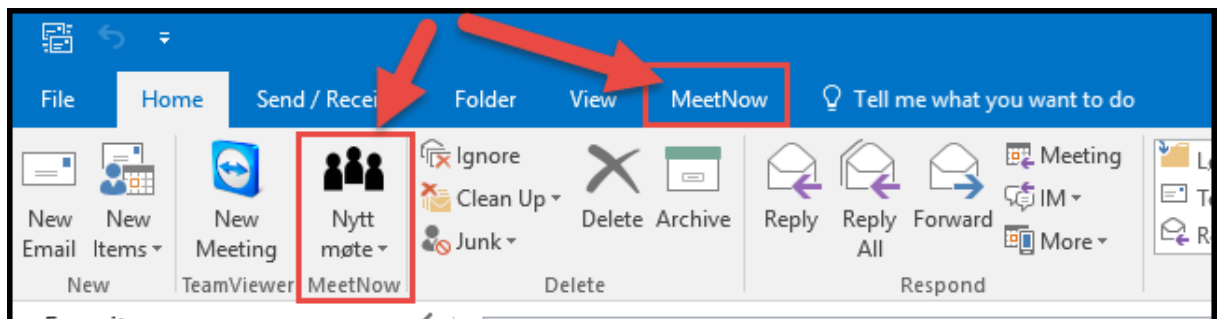 File Home Send / Recei Folder View MeetNow Tell me what you want to do
New Email
New Items
New Meeting
Nytt møte
Ignore
Clean Up
Junk
Delete
Archive
Reply
Reply All
Forward
Meeting
IM
More
New TeamViewer MeetNow Delete Respond